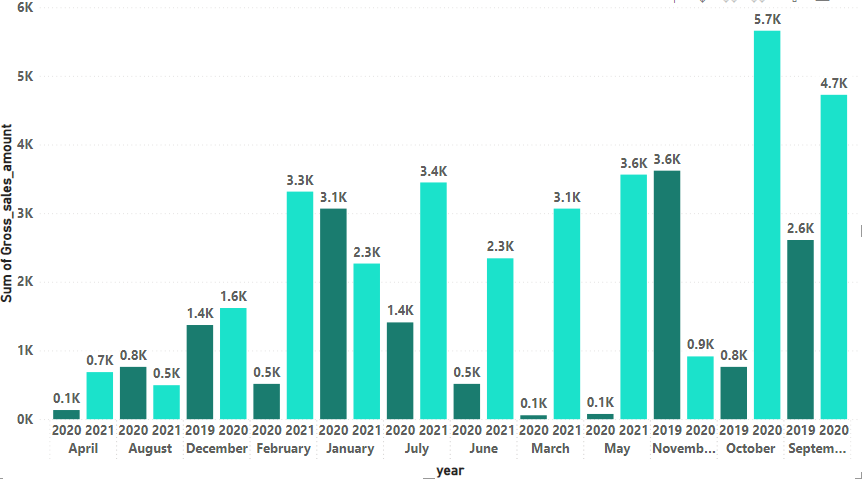 6K
5.7K
5K
4.7K
4K
3.3K 3.1K 3.4K 3.1K 3.6K 3.6K
3K
2.3K 2.3K 2.6K
2K
1.4K 1.6K 1.4K
1K
0.1K 0.7K 0.8K 0.5K 0.5K 0.5K 0.1K 0.1K 0.9K 0.8K
0K
2020 2021 2020 2021 2019 2020 2020 2021 2020 2021 2020 2021 2020 2021 2020 2021 2020 2021 2019 2020 2019 2020 2019 2020
April August December February January July June March May Novemb... October Septem...
__year
Sum of Gross_sales_amount